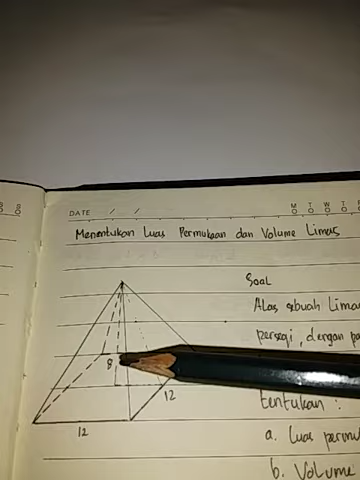 S S
DATE / /
M T W T F
O O O O
Menentukan Luas Permukaan dan Volume Limas
Soal
Alas sebuah Limas
persegi, dengan pa
8
12
tentukan :
12
a. Luas permu
b. Volume